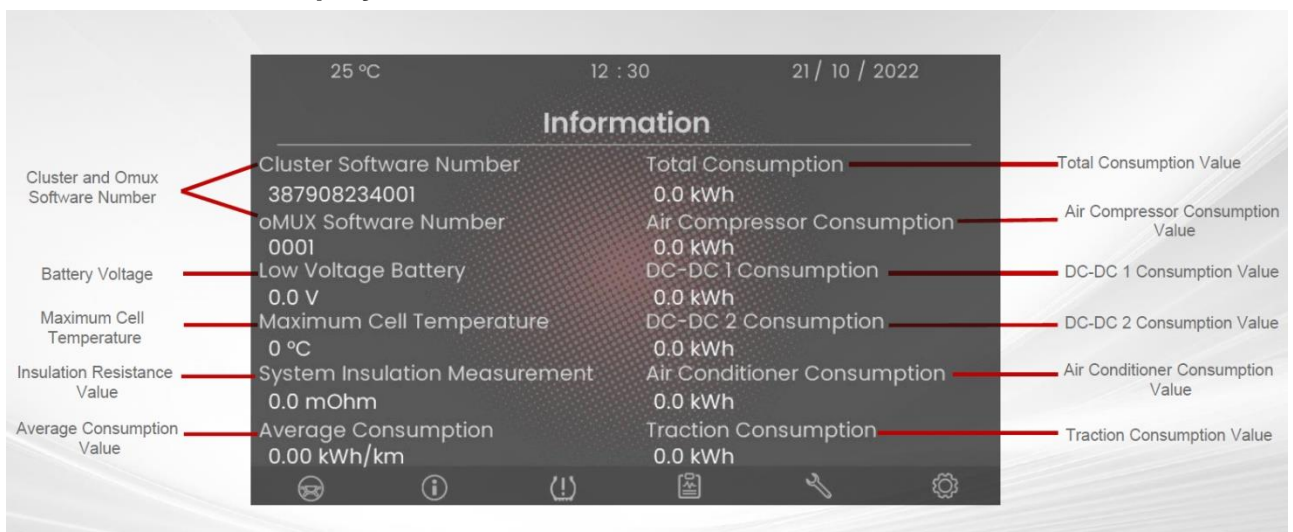 25 ºC 12 : 30 21 / 10 / 2022
Information
Cluster and Omux
Software Number
Battery Voltage
Maximum Cell
Temperature
Insulation Resistance
Value
Average Consumption
Value
Cluster Software Number
387908234001
oMUX Software Number
0001
Low Voltage Battery
0.0 V
Maximum Cell Temperature
0 ºC
System Insulation Measurement
0.0 mOhm
Average Consumption
0.00 kWh/km
Total Consumption
0.0 kWh
Air Compressor Consumption
0.0 kWh
DC-DC 1 Consumption
0.0 kWh
DC-DC 2 Consumption
0.0 kWh
Air Conditioner Consumption
0.0 kWh
Traction Consumption
0.0 kWh
Total Consumption Value
Air Compressor Consumption
Value
DC-DC 1 Consumption Value
DC-DC 2 Consumption Value
Air Conditioner Consumption
Value
Traction Consumption Value